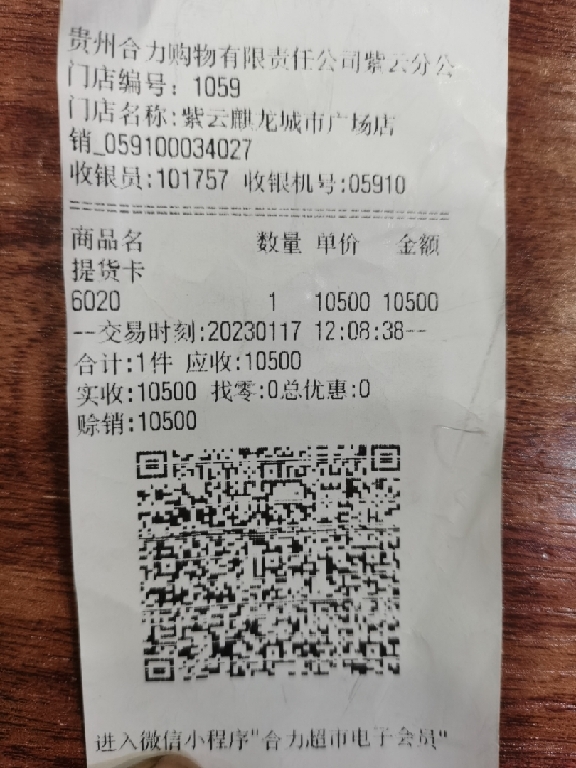 贵州合力购物有限责任公司紫云分公
门店编号：1059
门店名称:紫云麒龙城市广场店
销_059100034027
收银员:101757 收银机号:05910
========================================
商品名 数量 单价 金额
提货卡
6020 1 10500 10500
--交易时刻:20230117 12:08:38--
合计:1件 应收:10500
实收:10500 找零:0总优惠:0
赊销:10500
进入微信小程序"合力超市电子会员"